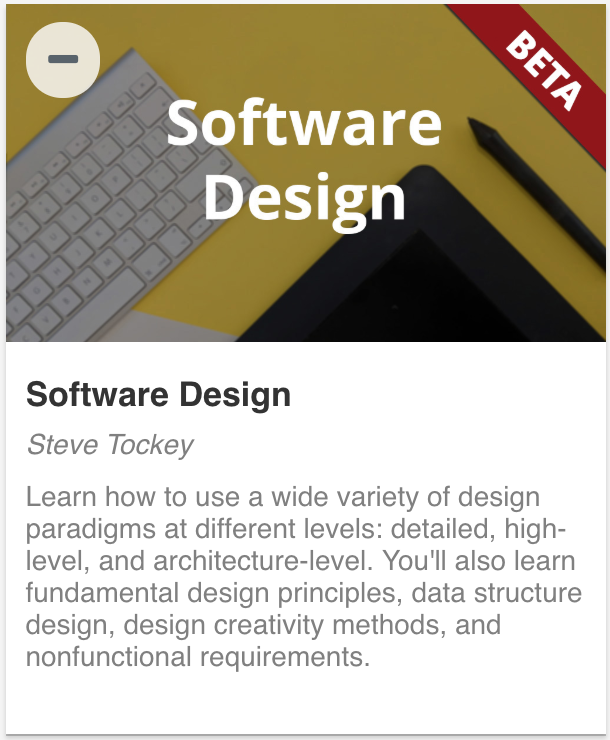 BETA
Software
Design
Software Design
Steve Tockey
Learn how to use a wide variety of design
paradigms at different levels: detailed, high-
level, and architecture-level. You'll also learn
fundamental design principles, data structure
design, design creativity methods, and
nonfunctional requirements.